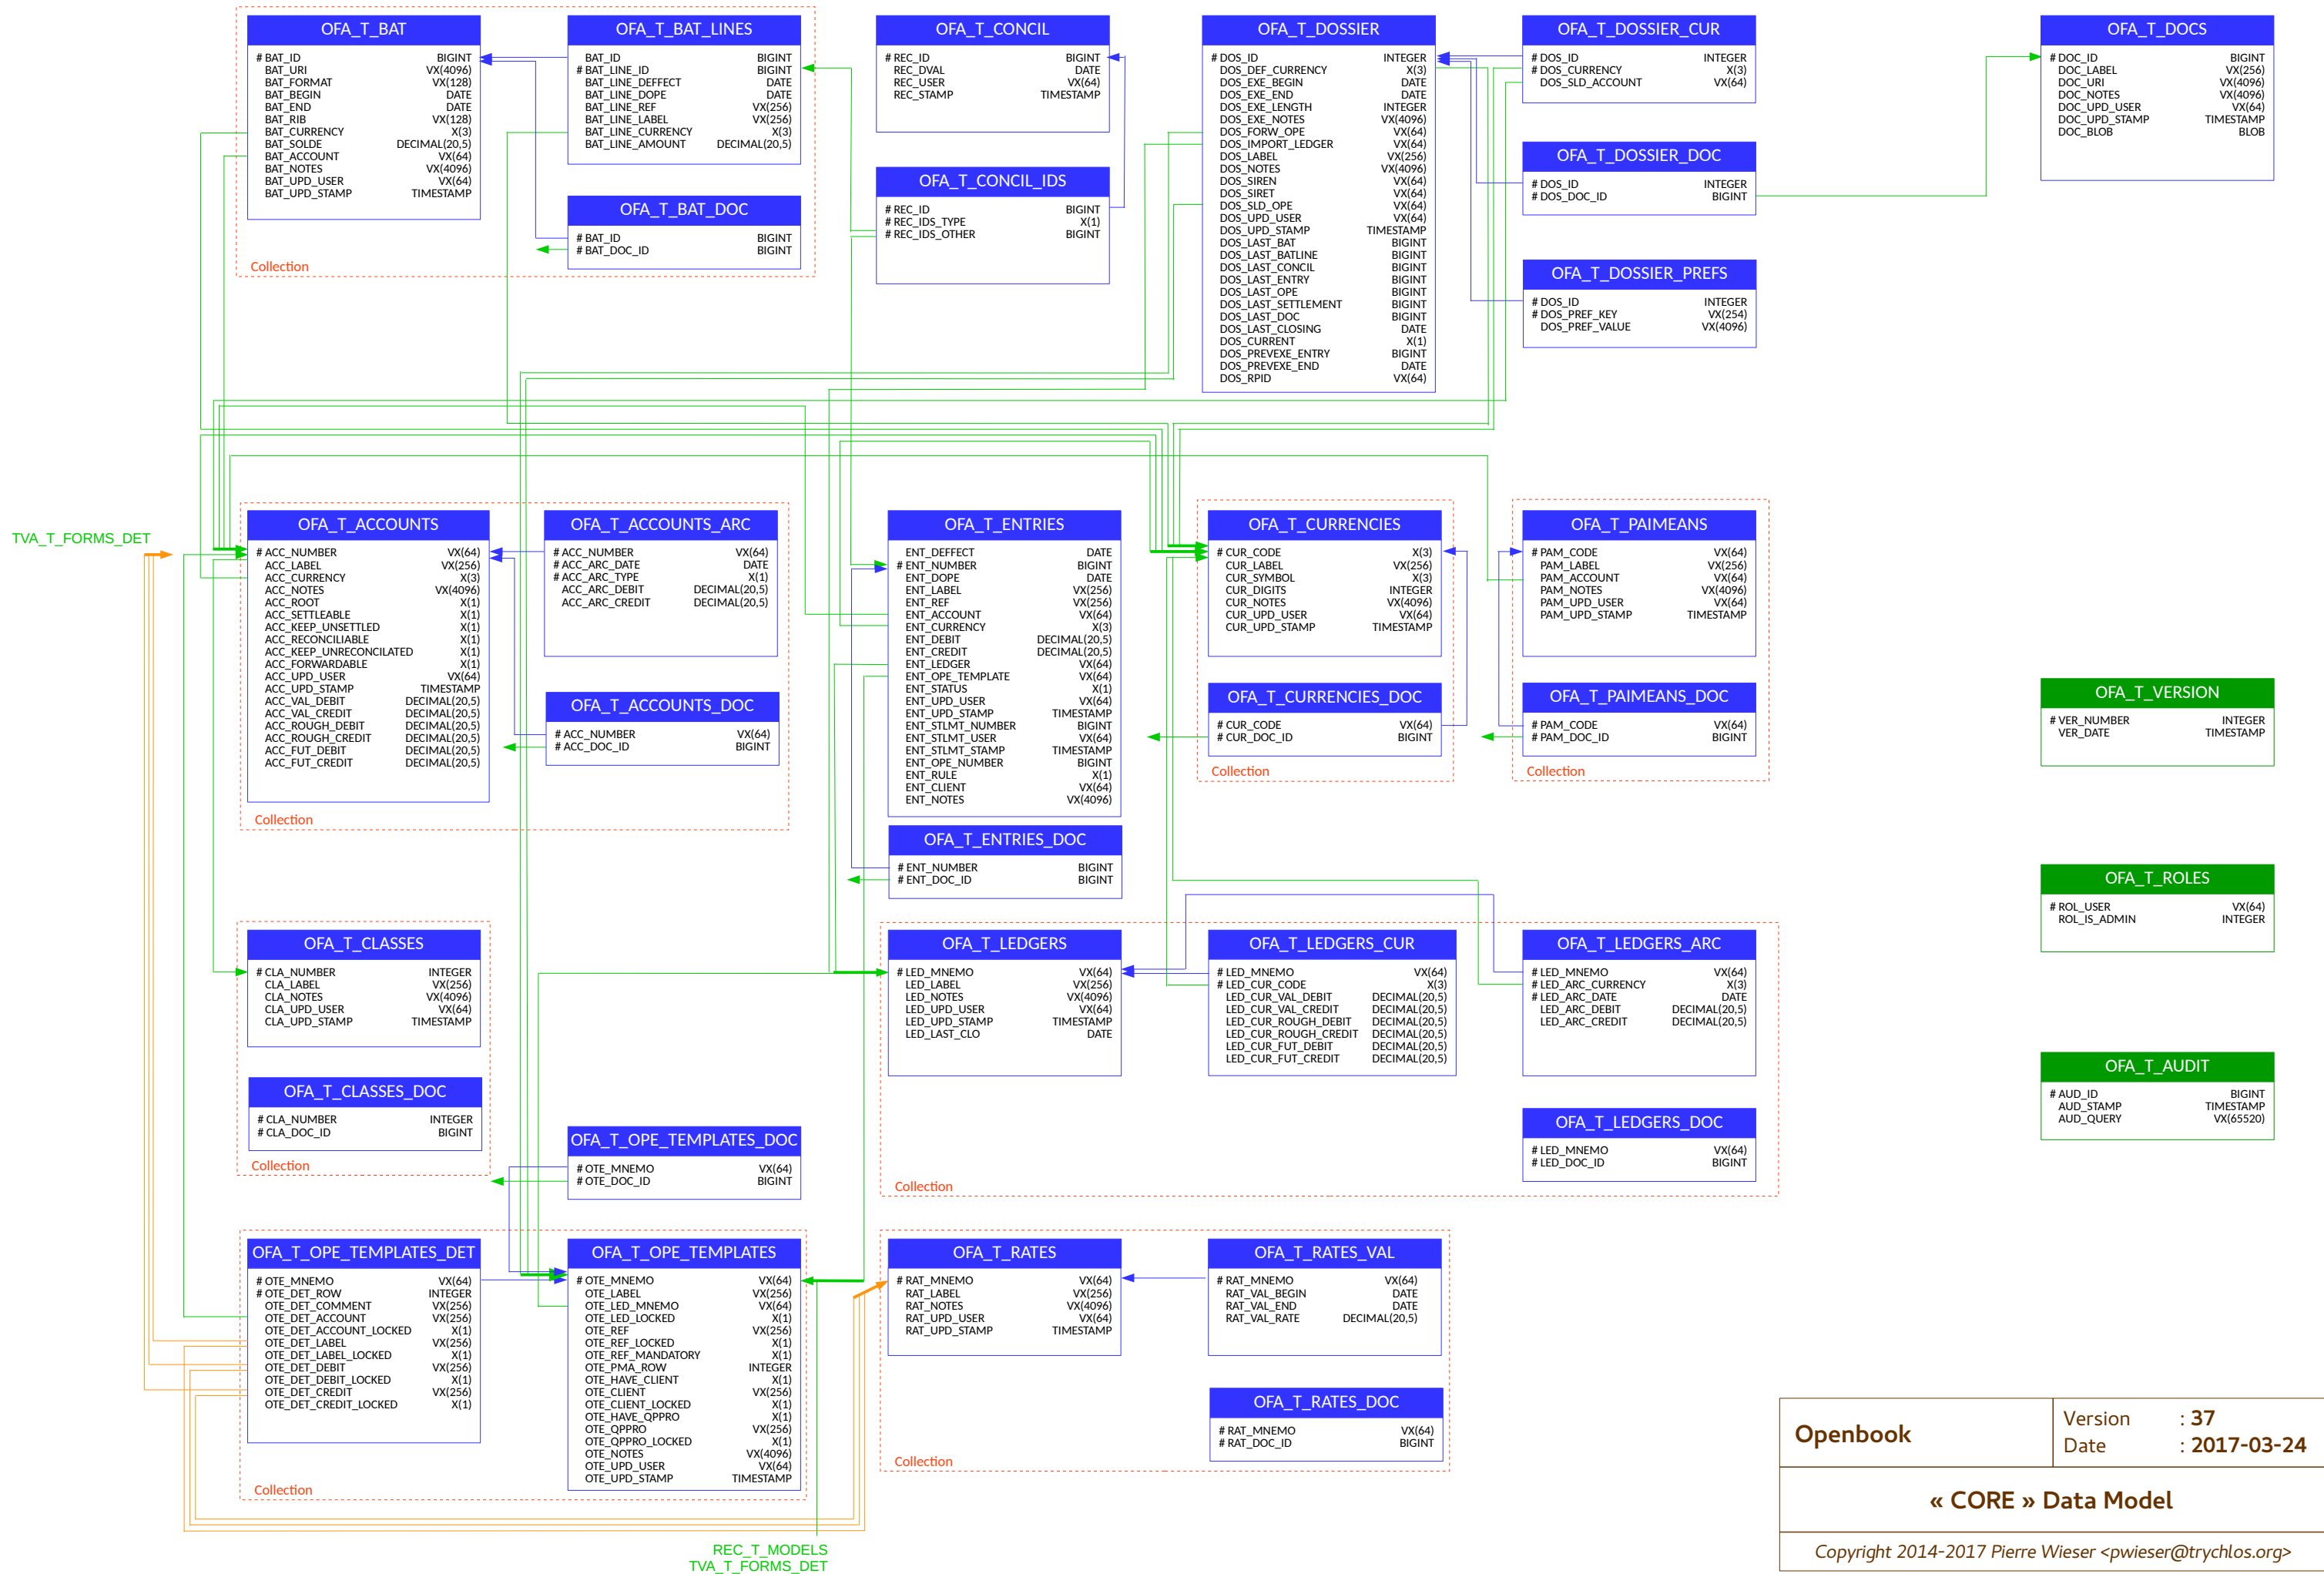 OFA_T_BAT
# BAT_ID BIGINT
BAT_URI VX(4096)
BAT_FORMAT VX(128)
BAT_BEGIN DATE
BAT_END DATE
BAT_RIB VX(128)
BAT_CURRENCY X(3)
BAT_SOLDE DECIMAL(20,5)
BAT_ACCOUNT VX(64)
BAT_NOTES VX(4096)
BAT_UPD_USER VX(64)
BAT_UPD_STAMP TIMESTAMP
OFA_T_BAT_LINES
BAT_ID BIGINT
# BAT_LINE_ID BIGINT
BAT_LINE_DEFFECT DATE
BAT_LINE_DOPE DATE
BAT_LINE_REF VX(256)
BAT_LINE_LABEL VX(256)
BAT_LINE_CURRENCY X(3)
BAT_LINE_AMOUNT DECIMAL(20,5)
OFA_T_BAT_DOC
# BAT_ID BIGINT
# BAT_DOC_ID BIGINT
Collection
OFA_T_CONCIL
# REC_ID BIGINT
REC_DVAL DATE
REC_USER VX(64)
REC_STAMP TIMESTAMP
OFA_T_CONCIL_IDS
# REC_ID BIGINT
# REC_IDS_TYPE X(1)
# REC_IDS_OTHER BIGINT
OFA_T_DOSSIER
# DOS_ID INTEGER
DOS_DEF_CURRENCY X(3)
DOS_EXE_BEGIN DATE
DOS_EXE_END DATE
DOS_EXE_LENGTH INTEGER
DOS_EXE_NOTES VX(4096)
DOS_FORW_OPE VX(64)
DOS_IMPORT_LEDGER VX(64)
DOS_LABEL VX(256)
DOS_NOTES VX(4096)
DOS_SIREN VX(64)
DOS_SIRET VX(64)
DOS_SLD_OPE VX(64)
DOS_UPD_USER VX(64)
DOS_UPD_STAMP TIMESTAMP
DOS_LAST_BAT BIGINT
DOS_LAST_BATLINE BIGINT
DOS_LAST_CONCIL BIGINT
DOS_LAST_ENTRY BIGINT
DOS_LAST_OPE BIGINT
DOS_LAST_SETTLEMENT BIGINT
DOS_LAST_DOC BIGINT
DOS_LAST_CLOSING DATE
DOS_CURRENT X(1)
DOS_PREVEXE_ENTRY BIGINT
DOS_PREVEXE_END DATE
DOS_RPID VX(64)
OFA_T_DOSSIER_CUR
# DOS_ID INTEGER
# DOS_CURRENCY X(3)
DOS_SLD_ACCOUNT VX(64)
OFA_T_DOSSIER_DOC
# DOS_ID INTEGER
# DOS_DOC_ID BIGINT
OFA_T_DOSSIER_PREFS
# DOS_ID INTEGER
# DOS_PREF_KEY VX(254)
DOS_PREF_VALUE VX(4096)
OFA_T_DOCS
# DOC_ID BIGINT
DOC_LABEL VX(256)
DOC_URI VX(4096)
DOC_NOTES VX(4096)
DOC_UPD_USER VX(64)
DOC_UPD_STAMP TIMESTAMP
DOC_BLOB BLOB
TVA_T_FORMS_DET
OFA_T_ACCOUNTS
# ACC_NUMBER VX(64)
ACC_LABEL VX(256)
ACC_CURRENCY X(3)
ACC_NOTES VX(4096)
ACC_ROOT X(1)
ACC_SETTLEABLE X(1)
ACC_KEEP_UNSETTLED X(1)
ACC_RECONCILIABLE X(1)
ACC_KEEP_UNRECONCILATED X(1)
ACC_FORWARDABLE X(1)
ACC_UPD_USER VX(64)
ACC_UPD_STAMP TIMESTAMP
ACC_VAL_DEBIT DECIMAL(20,5)
ACC_VAL_CREDIT DECIMAL(20,5)
ACC_ROUGH_DEBIT DECIMAL(20,5)
ACC_ROUGH_CREDIT DECIMAL(20,5)
ACC_FUT_DEBIT DECIMAL(20,5)
ACC_FUT_CREDIT DECIMAL(20,5)
OFA_T_ACCOUNTS_ARC
# ACC_NUMBER VX(64)
# ACC_ARC_DATE DATE
# ACC_ARC_TYPE X(1)
ACC_ARC_DEBIT DECIMAL(20,5)
ACC_ARC_CREDIT DECIMAL(20,5)
OFA_T_ACCOUNTS_DOC
# ACC_NUMBER VX(64)
# ACC_DOC_ID BIGINT
Collection
OFA_T_ENTRIES
ENT_DEFFECT DATE
# ENT_NUMBER BIGINT
ENT_DOPE DATE
ENT_LABEL VX(256)
ENT_REF VX(256)
ENT_ACCOUNT VX(64)
ENT_CURRENCY X(3)
ENT_DEBIT DECIMAL(20,5)
ENT_CREDIT DECIMAL(20,5)
ENT_LEDGER VX(64)
ENT_OPE_TEMPLATE VX(64)
ENT_STATUS X(1)
ENT_UPD_USER VX(64)
ENT_UPD_STAMP TIMESTAMP
ENT_STLMT_NUMBER BIGINT
ENT_STLMT_USER VX(64)
ENT_STLMT_STAMP TIMESTAMP
ENT_OPE_NUMBER BIGINT
ENT_RULE X(1)
ENT_CLIENT VX(64)
ENT_NOTES VX(4096)
OFA_T_ENTRIES_DOC
# ENT_NUMBER BIGINT
# ENT_DOC_ID BIGINT
OFA_T_CURRENCIES
# CUR_CODE X(3)
CUR_LABEL VX(256)
CUR_SYMBOL X(3)
CUR_DIGITS INTEGER
CUR_NOTES VX(4096)
CUR_UPD_USER VX(64)
CUR_UPD_STAMP TIMESTAMP
OFA_T_CURRENCIES_DOC
# CUR_CODE VX(64)
# CUR_DOC_ID BIGINT
Collection
OFA_T_PAIMEANS
# PAM_CODE VX(64)
PAM_LABEL VX(256)
PAM_ACCOUNT VX(64)
PAM_NOTES VX(4096)
PAM_UPD_USER VX(64)
PAM_UPD_STAMP TIMESTAMP
OFA_T_PAIMEANS_DOC
# PAM_CODE VX(64)
# PAM_DOC_ID BIGINT
Collection
OFA_T_VERSION
# VER_NUMBER INTEGER
VER_DATE TIMESTAMP
OFA_T_ROLES
# ROL_USER VX(64)
ROL_IS_ADMIN INTEGER
OFA_T_AUDIT
# AUD_ID BIGINT
AUD_STAMP TIMESTAMP
AUD_QUERY VX(65520)
OFA_T_CLASSES
# CLA_NUMBER INTEGER
CLA_LABEL VX(256)
CLA_NOTES VX(4096)
CLA_UPD_USER VX(64)
CLA_UPD_STAMP TIMESTAMP
OFA_T_CLASSES_DOC
# CLA_NUMBER INTEGER
# CLA_DOC_ID BIGINT
Collection
OFA_T_LEDGERS
# LED_MNEMO VX(64)
LED_LABEL VX(256)
LED_NOTES VX(4096)
LED_UPD_USER VX(64)
LED_UPD_STAMP TIMESTAMP
LED_LAST_CLO DATE
OFA_T_LEDGERS_CUR
# LED_MNEMO VX(64)
# LED_CUR_CODE X(3)
LED_CUR_VAL_DEBIT DECIMAL(20,5)
LED_CUR_VAL_CREDIT DECIMAL(20,5)
LED_CUR_ROUGH_DEBIT DECIMAL(20,5)
LED_CUR_ROUGH_CREDIT DECIMAL(20,5)
LED_CUR_FUT_DEBIT DECIMAL(20,5)
LED_CUR_FUT_CREDIT DECIMAL(20,5)
OFA_T_LEDGERS_ARC
# LED_MNEMO VX(64)
# LED_ARC_CURRENCY X(3)
# LED_ARC_DATE DATE
LED_ARC_DEBIT DECIMAL(20,5)
LED_ARC_CREDIT DECIMAL(20,5)
OFA_T_LEDGERS_DOC
# LED_MNEMO VX(64)
# LED_DOC_ID BIGINT
Collection
OFA_T_OPE_TEMPLATES_DOC
# OTE_MNEMO VX(64)
# OTE_DOC_ID BIGINT
OFA_T_OPE_TEMPLATES_DET
# OTE_MNEMO VX(64)
# OTE_DET_ROW INTEGER
OTE_DET_COMMENT VX(256)
OTE_DET_ACCOUNT VX(256)
OTE_DET_ACCOUNT_LOCKED X(1)
OTE_DET_LABEL VX(256)
OTE_DET_LABEL_LOCKED X(1)
OTE_DET_DEBIT VX(256)
OTE_DET_DEBIT_LOCKED X(1)
OTE_DET_CREDIT VX(256)
OTE_DET_CREDIT_LOCKED X(1)
OFA_T_OPE_TEMPLATES
# OTE_MNEMO VX(64)
OTE_LABEL VX(256)
OTE_LED_MNEMO VX(64)
OTE_LED_LOCKED X(1)
OTE_REF VX(256)
OTE_REF_LOCKED X(1)
OTE_REF_MANDATORY X(1)
OTE_PMA_ROW INTEGER
OTE_HAVE_CLIENT X(1)
OTE_CLIENT VX(256)
OTE_CLIENT_LOCKED X(1)
OTE_HAVE_QPPRO X(1)
OTE_QPPRO VX(256)
OTE_QPPRO_LOCKED X(1)
OTE_NOTES VX(4096)
OTE_UPD_USER VX(64)
OTE_UPD_STAMP TIMESTAMP
Collection
OFA_T_RATES
# RAT_MNEMO VX(64)
RAT_LABEL VX(256)
RAT_NOTES VX(4096)
RAT_UPD_USER VX(64)
RAT_UPD_STAMP TIMESTAMP
OFA_T_RATES_VAL
# RAT_MNEMO VX(64)
RAT_VAL_BEGIN DATE
RAT_VAL_END DATE
RAT_VAL_RATE DECIMAL(20,5)
OFA_T_RATES_DOC
# RAT_MNEMO VX(64)
# RAT_DOC_ID BIGINT
Collection
REC_T_MODELS
TVA_T_FORMS_DET
Openbook
Version : 37
Date : 2017-03-24
« CORE » Data Model
Copyright 2014-2017 Pierre Wieser <pwieser@trychlos.org>